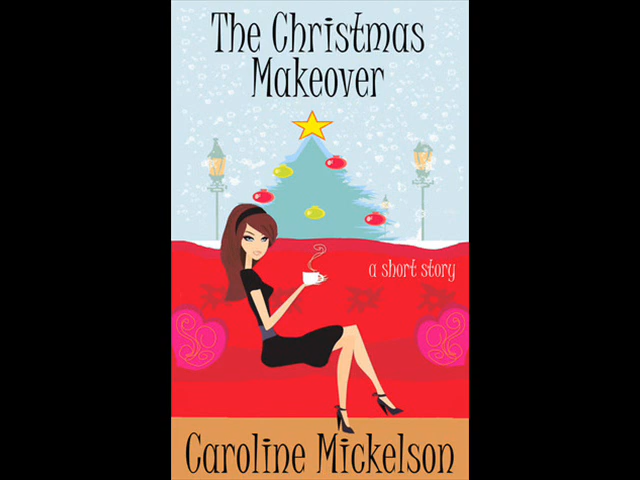 The Christmas
Makeover
a short story
Caroline Mickelson